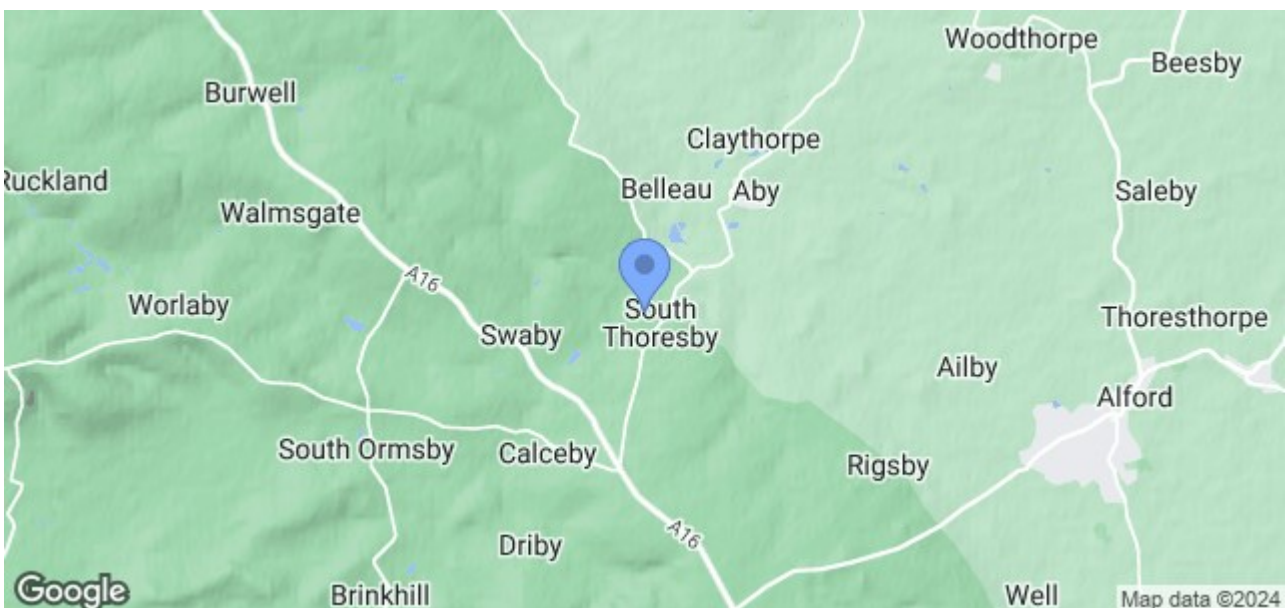 Woodthorpe
Beesby
Burwell
Claythorpe
Ruckland
Belleau
Aby
Saleby
Walmsgate
A16
Worlaby
South
Thoresby
Swaby
Thoresthorpe
Ailby
Alford
South Ormsby
Calceby
Rigsby
A16
Driby
Brinkhill
Well
Google
Map data ©2024